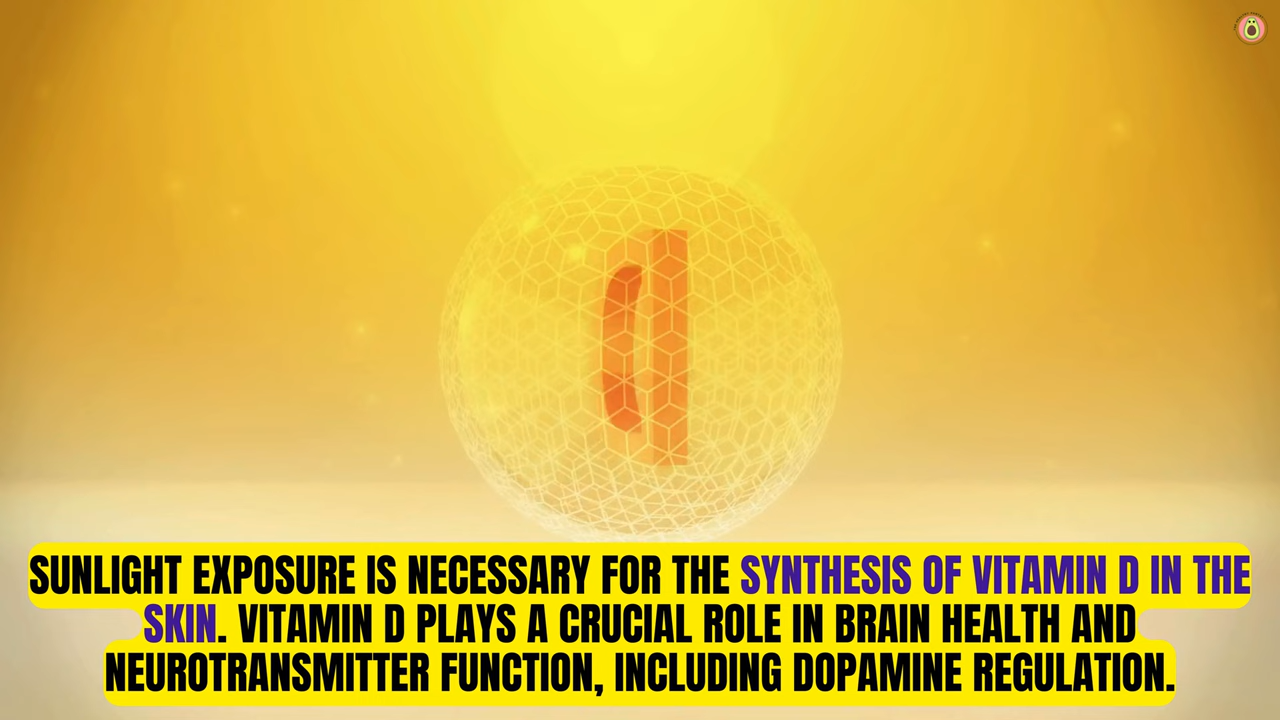 SUNLIGHT EXPOSURE IS NECESSARY FOR THE SYNTHESIS OF VITAMIN D IN THE
SKIN. VITAMIN D PLAYS A CRUCIAL ROLE IN BRAIN HEALTH AND
NEUROTRANSMITTER FUNCTION, INCLUDING DOPAMINE REGULATION.